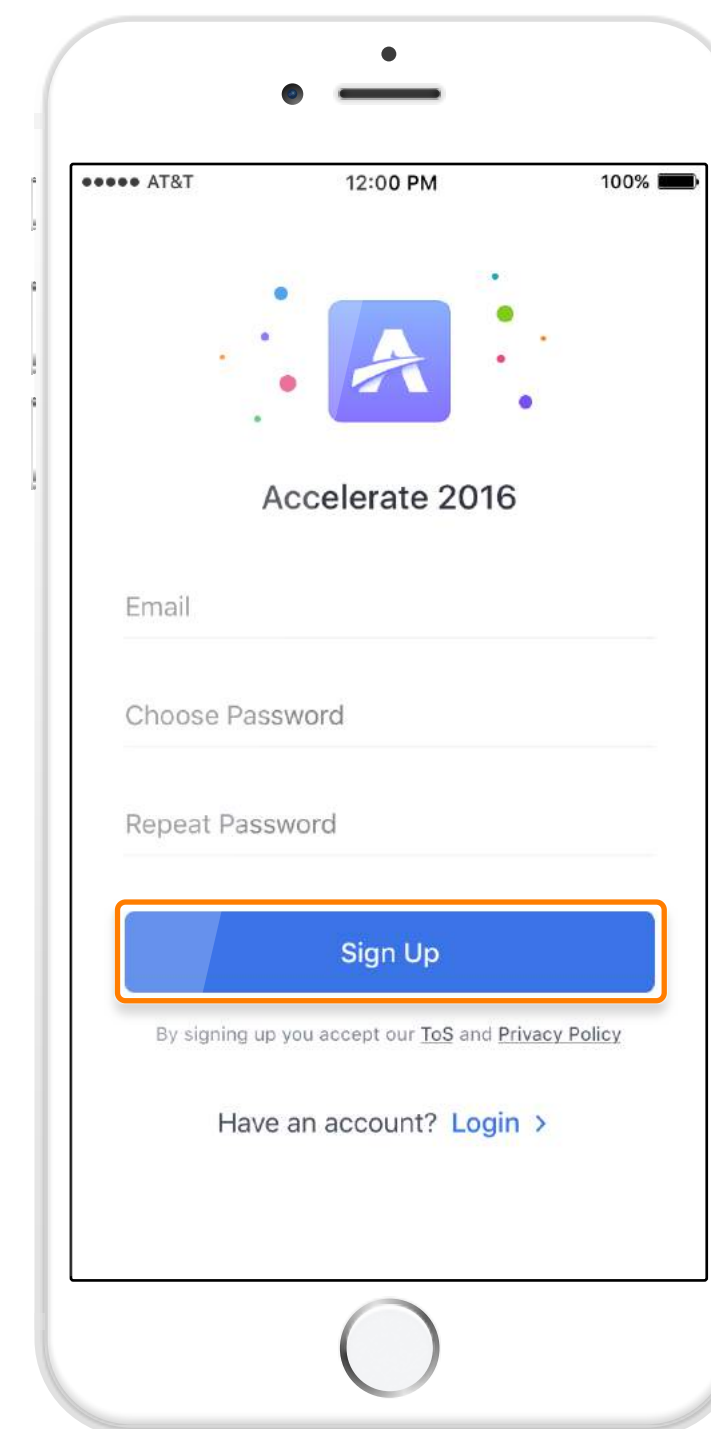 AT&T 12:00 PM 100%
A
Accelerate 2016
Email
Choose Password
Repeat Password
Sign Up
By signing up you accept our ToS and Privacy Policy
Have an account? Login >